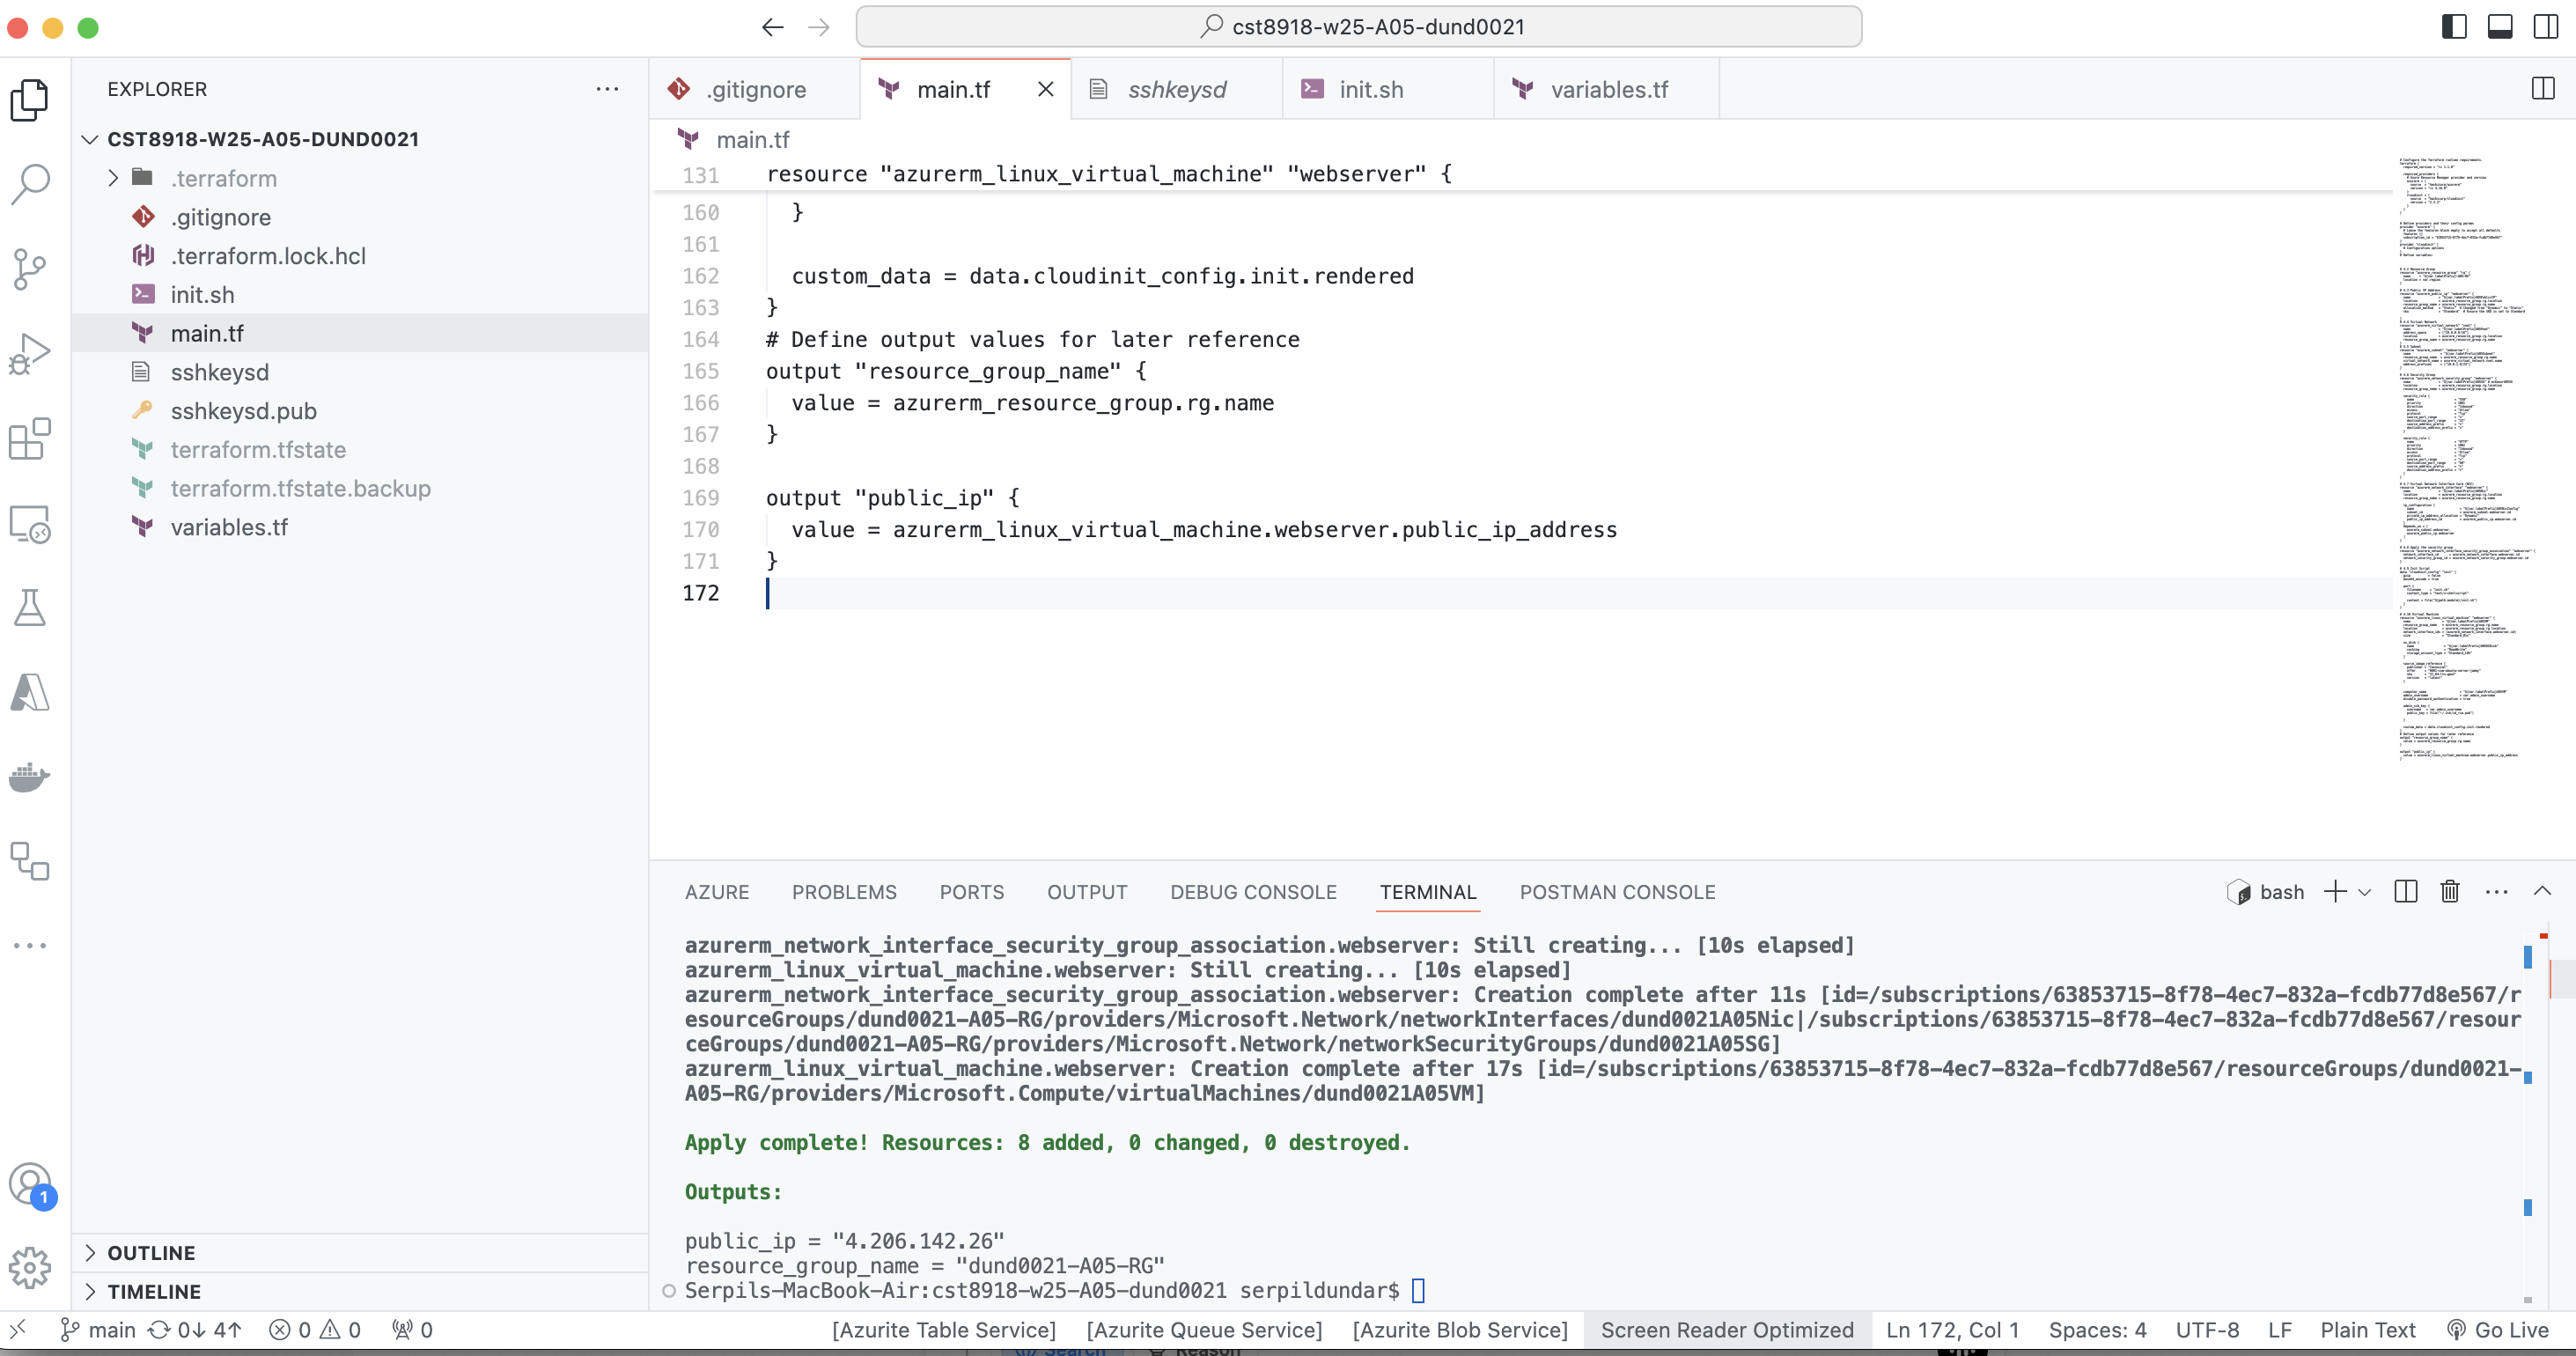 cst8918-w25-A05-dund0021
EXPLORER
CST8918-W25-A05-DUND0021
.terraform
.gitignore
.terraform.lock.hcl
init.sh
main.tf
sshkeysd
sshkeysd.pub
terraform.tfstate
terraform.tfstate.backup
variables.tf
OUTLINE
TIMELINE
.gitignore
main.tf
sshkeysd
init.sh
variables.tf
main.tf
131 resource "azurerm_linux_virtual_machine" "webserver" {
160 }
161
162 custom_data = data.cloudinit_config.init.rendered
163 }
164 # Define output values for later reference
165 output "resource_group_name" {
166 value = azurerm_resource_group.rg.name
167 }
168
169 output "public_ip" {
170 value = azurerm_linux_virtual_machine.webserver.public_ip_address
171 }
172
AZURE PROBLEMS PORTS OUTPUT DEBUG CONSOLE TERMINAL POSTMAN CONSOLE
bash
azurerm_network_interface_security_group_association.webserver: Still creating... [10s elapsed]
azurerm_linux_virtual_machine.webserver: Still creating... [10s elapsed]
azurerm_network_interface_security_group_association.webserver: Creation complete after 11s [id=/subscriptions/63853715-8f78-4ec7-832a-fcdb77d8e567/r
esourceGroups/dund0021-A05-RG/providers/Microsoft.Network/networkInterfaces/dund0021A05Nic|/subscriptions/63853715-8f78-4ec7-832a-fcdb77d8e567/resour
ceGroups/dund0021-A05-RG/providers/Microsoft.Network/networkSecurityGroups/dund0021A05SG]
azurerm_linux_virtual_machine.webserver: Creation complete after 17s [id=/subscriptions/63853715-8f78-4ec7-832a-fcdb77d8e567/resourceGroups/dund0021-
A05-RG/providers/Microsoft.Compute/virtualMachines/dund0021A05VM]
Apply complete! Resources: 8 added, 0 changed, 0 destroyed.
Outputs:
public_ip = "4.206.142.26"
resource_group_name = "dund0021-A05-RG"
Serpils-MacBook-Air:cst8918-w25-A05-dund0021 serpildundar$
1
main 0↓ 4↑ 0 0 0 [Azurite Table Service] [Azurite Queue Service] [Azurite Blob Service] Screen Reader Optimized Ln 172, Col 1 Spaces: 4 UTF-8 LF Plain Text Go Live